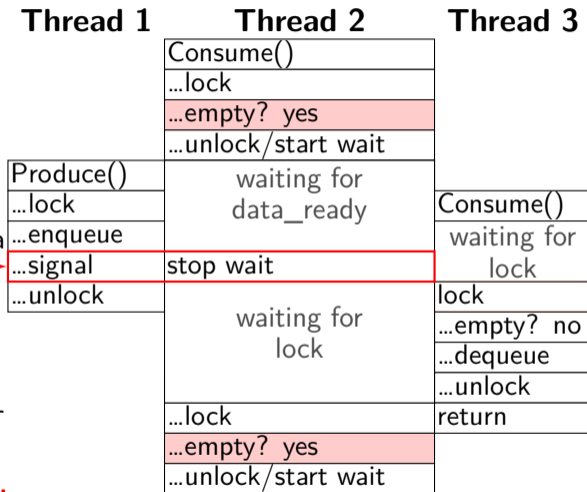 Thread 1 Thread 2 Thread 3
Consume()
...lock
...empty? yes
...unlock/start wait
Produce()
waiting for
data_ready
...lock
Consume()
a
...enqueue
waiting for
lock
...signal
stop wait
...unlock
lock
waiting for
lock
...empty? no
...dequeue
...unlock
...lock
return
...empty? yes
...unlock/start wait